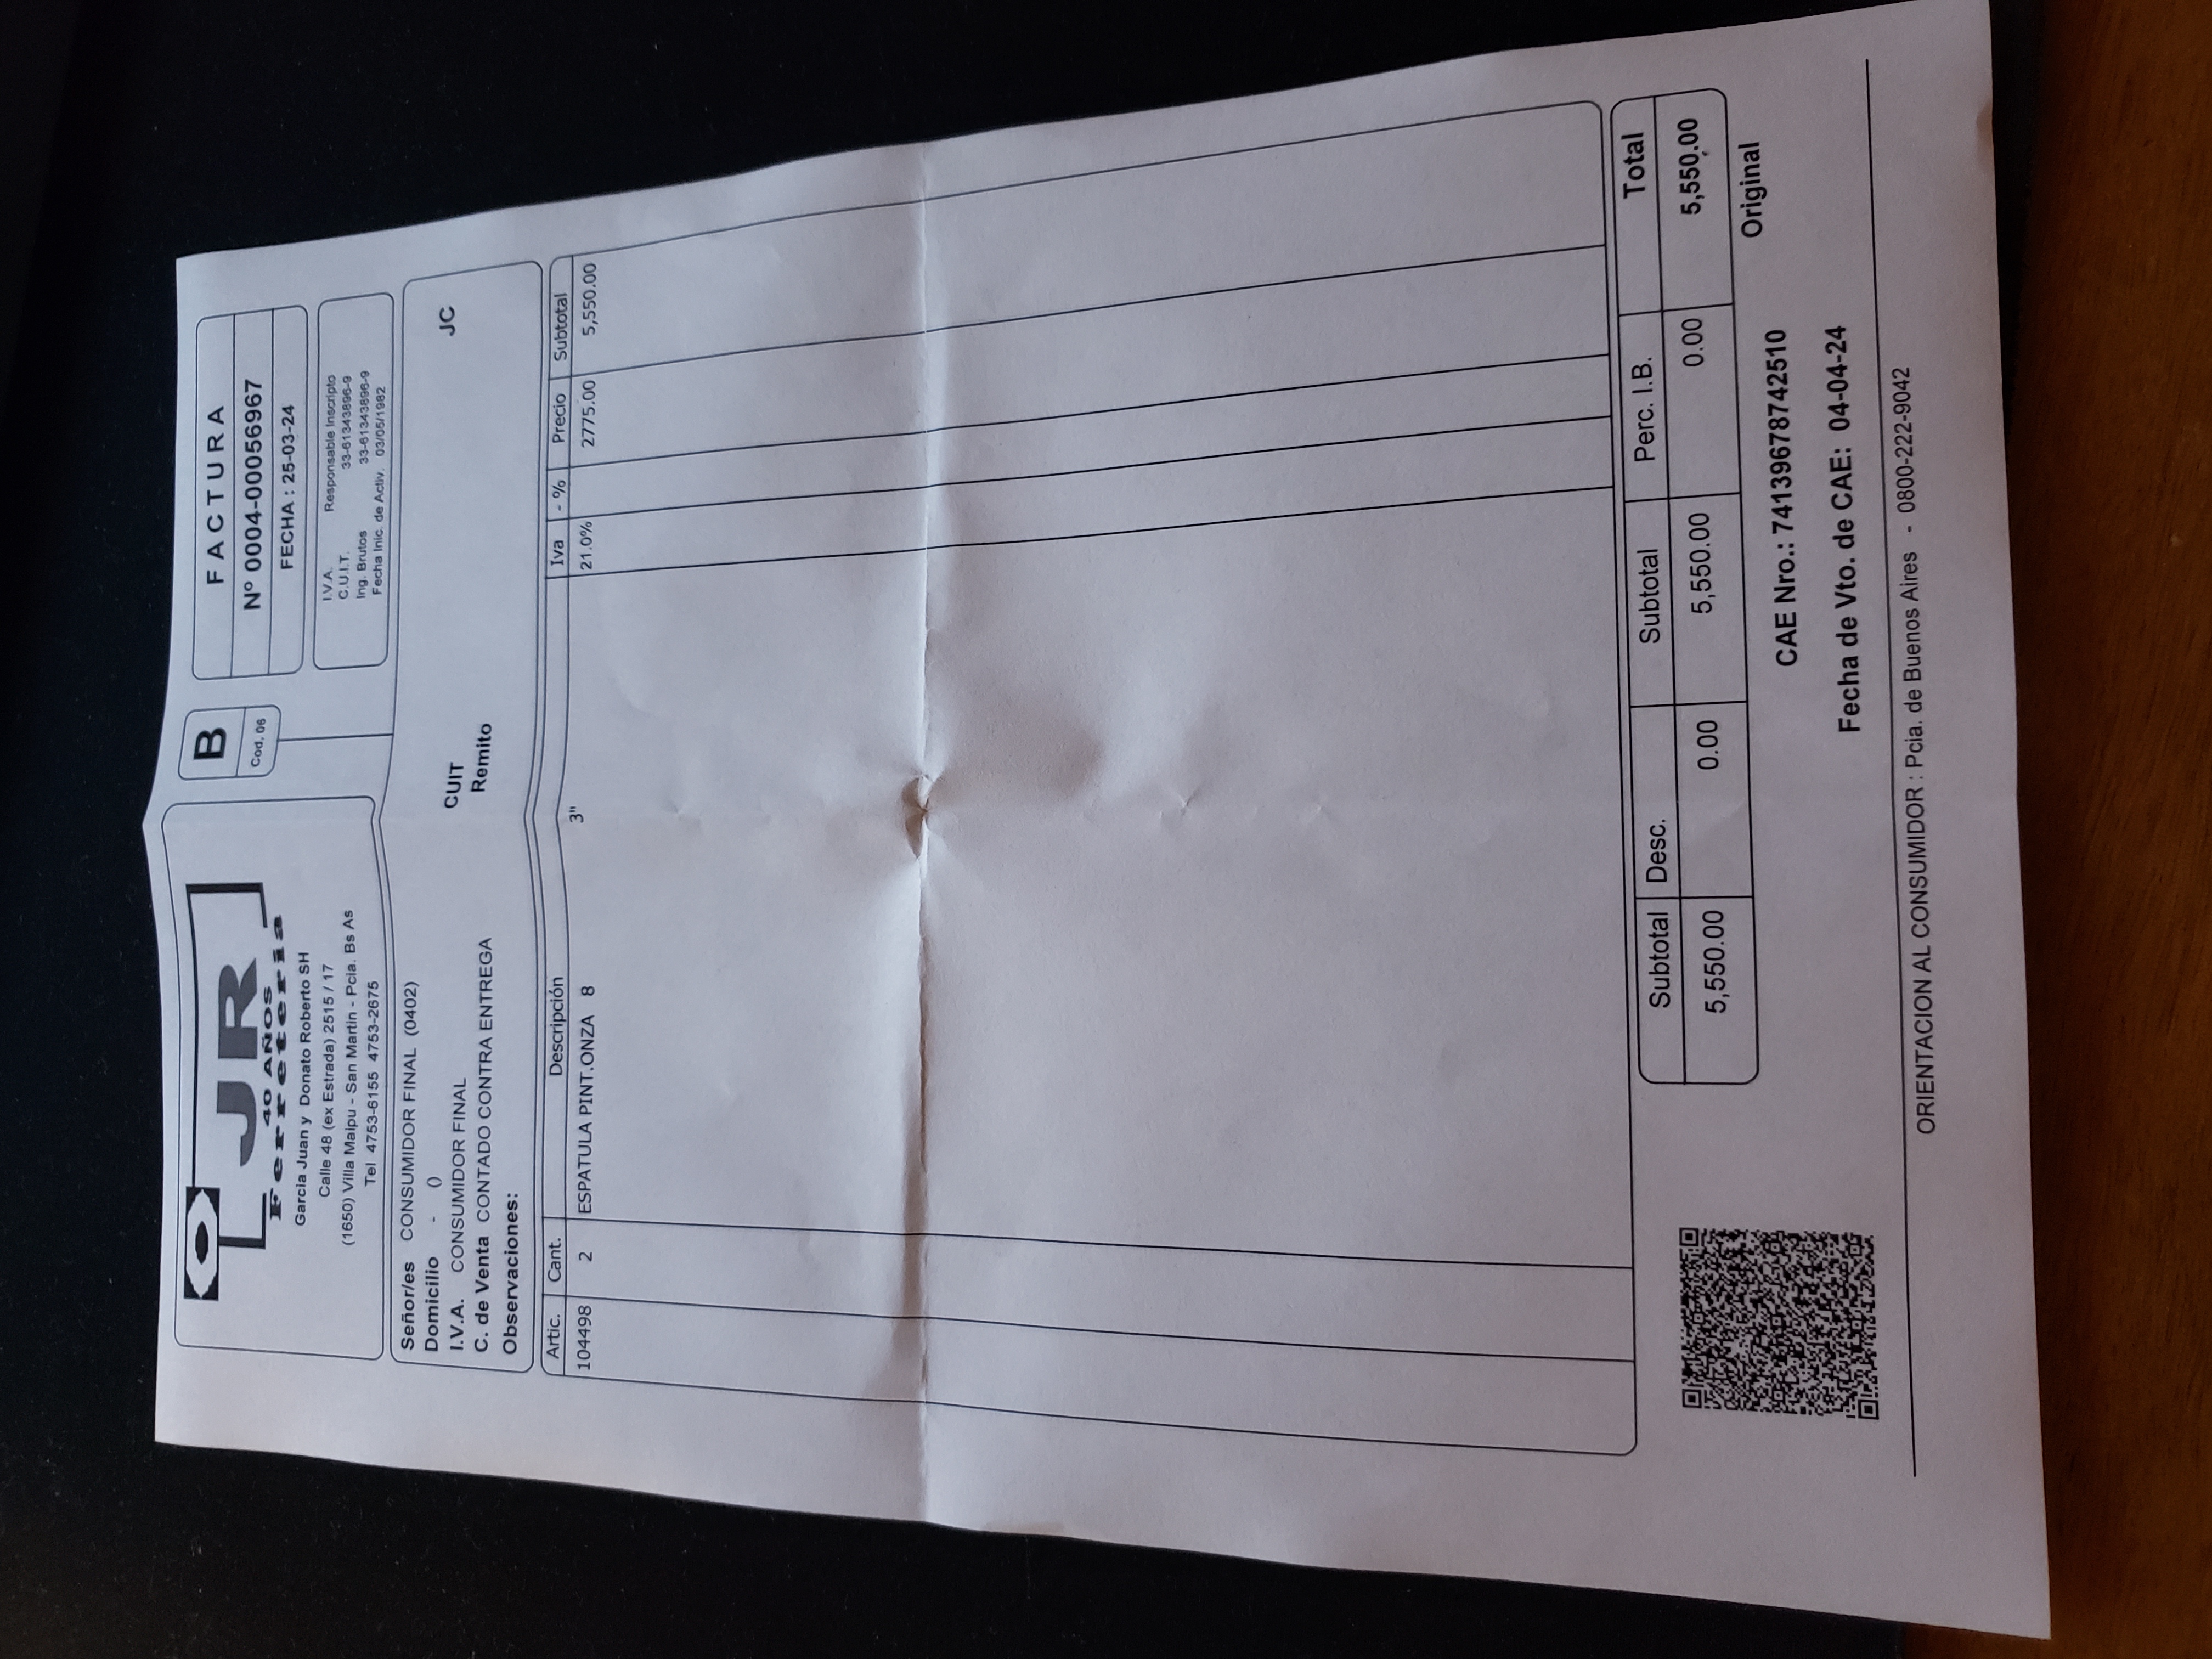 JR
40 AÑOS
Ferreteria
Garcia Juan y Donato Roberto SH
Calle 48 (ex Estrada) 2515 / 17
(1650) Villa Maipu - San Martin - Pcia. Bs As
Tel 4753-6155 4753-2675
B
Cod. 06
FACTURA
Nº 0004-00056967
FECHA : 25-03-24
I.V.A. Responsable Inscripto
C.U.I.T. 33-61343896-9
Ing. Brutos 33-61343896-9
Fecha Inic. de Activ. 03/05/1982
Señor/es CONSUMIDOR FINAL (0402)
Domicilio - ()
I.V.A. CONSUMIDOR FINAL CUIT JC
C. de Venta CONTADO CONTRA ENTREGA Remito
Observaciones:
Artic. Cant. Descripción Iva - % Precio Subtotal
104498 2 ESPATULA PINT.ONZA 8 3" 21.0% 2775.00 5,550.00
Subtotal Desc. Subtotal Perc. I.B. Total
5,550.00 0.00 5,550.00 0.00 5,550.00
Original
CAE Nro.: 74139678742510
Fecha de Vto. de CAE: 04-04-24
ORIENTACION AL CONSUMIDOR : Pcia. de Buenos Aires - 0800-222-9042